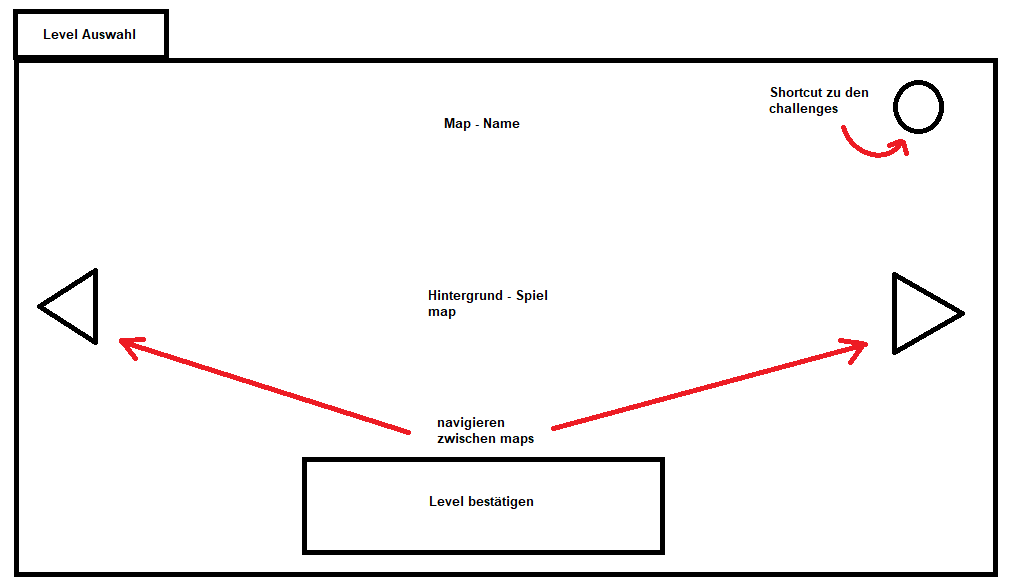 Level Auswahl
Shortcut zu den
challenges
Map - Name
Hintergrund - Spiel
map
navigieren
zwischen maps
Level bestätigen